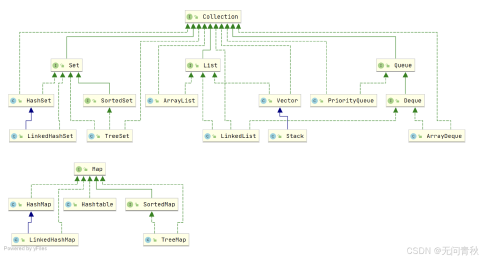 Collection
Set
List
Queue
HashSet
SortedSet
ArrayList
Vector
PriorityQueue
Deque
LinkedHashSet
TreeSet
LinkedList
Stack
ArrayDeque
Map
HashMap
Hashtable
SortedMap
LinkedHashMap
TreeMap
Powered by yFiles
CSDN @无问青秋